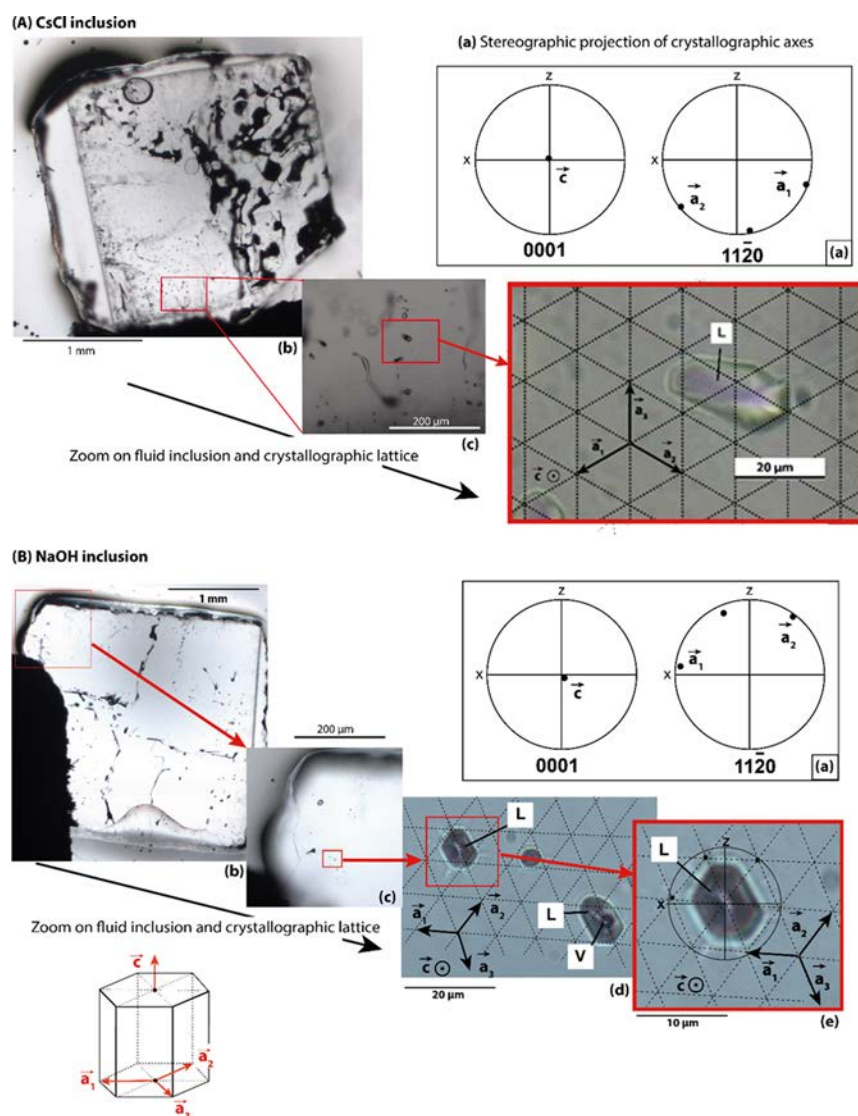 (A) CsCl inclusion
(a) Stereographic projection of crystallographic axes
z
z
x
c
x
a₂
a₁
0001
112̄0
(a)
1 mm
(b)
200 µm
(c)
L
a₃
a₁
a₂
c
20 µm
Zoom on fluid inclusion and crystallographic lattice
(B) NaOH inclusion
1 mm
z
z
x
c
x
a₁
a₂
0001
112̄0
(a)
200 µm
(b)
(c)
L
L
V
a₁
a₂
a₃
c
20 µm
(d)
L
z
x
a₂
a₁
a₃
c
10 µm
(e)
Zoom on fluid inclusion and crystallographic lattice
c
a₂
a₁
a₃